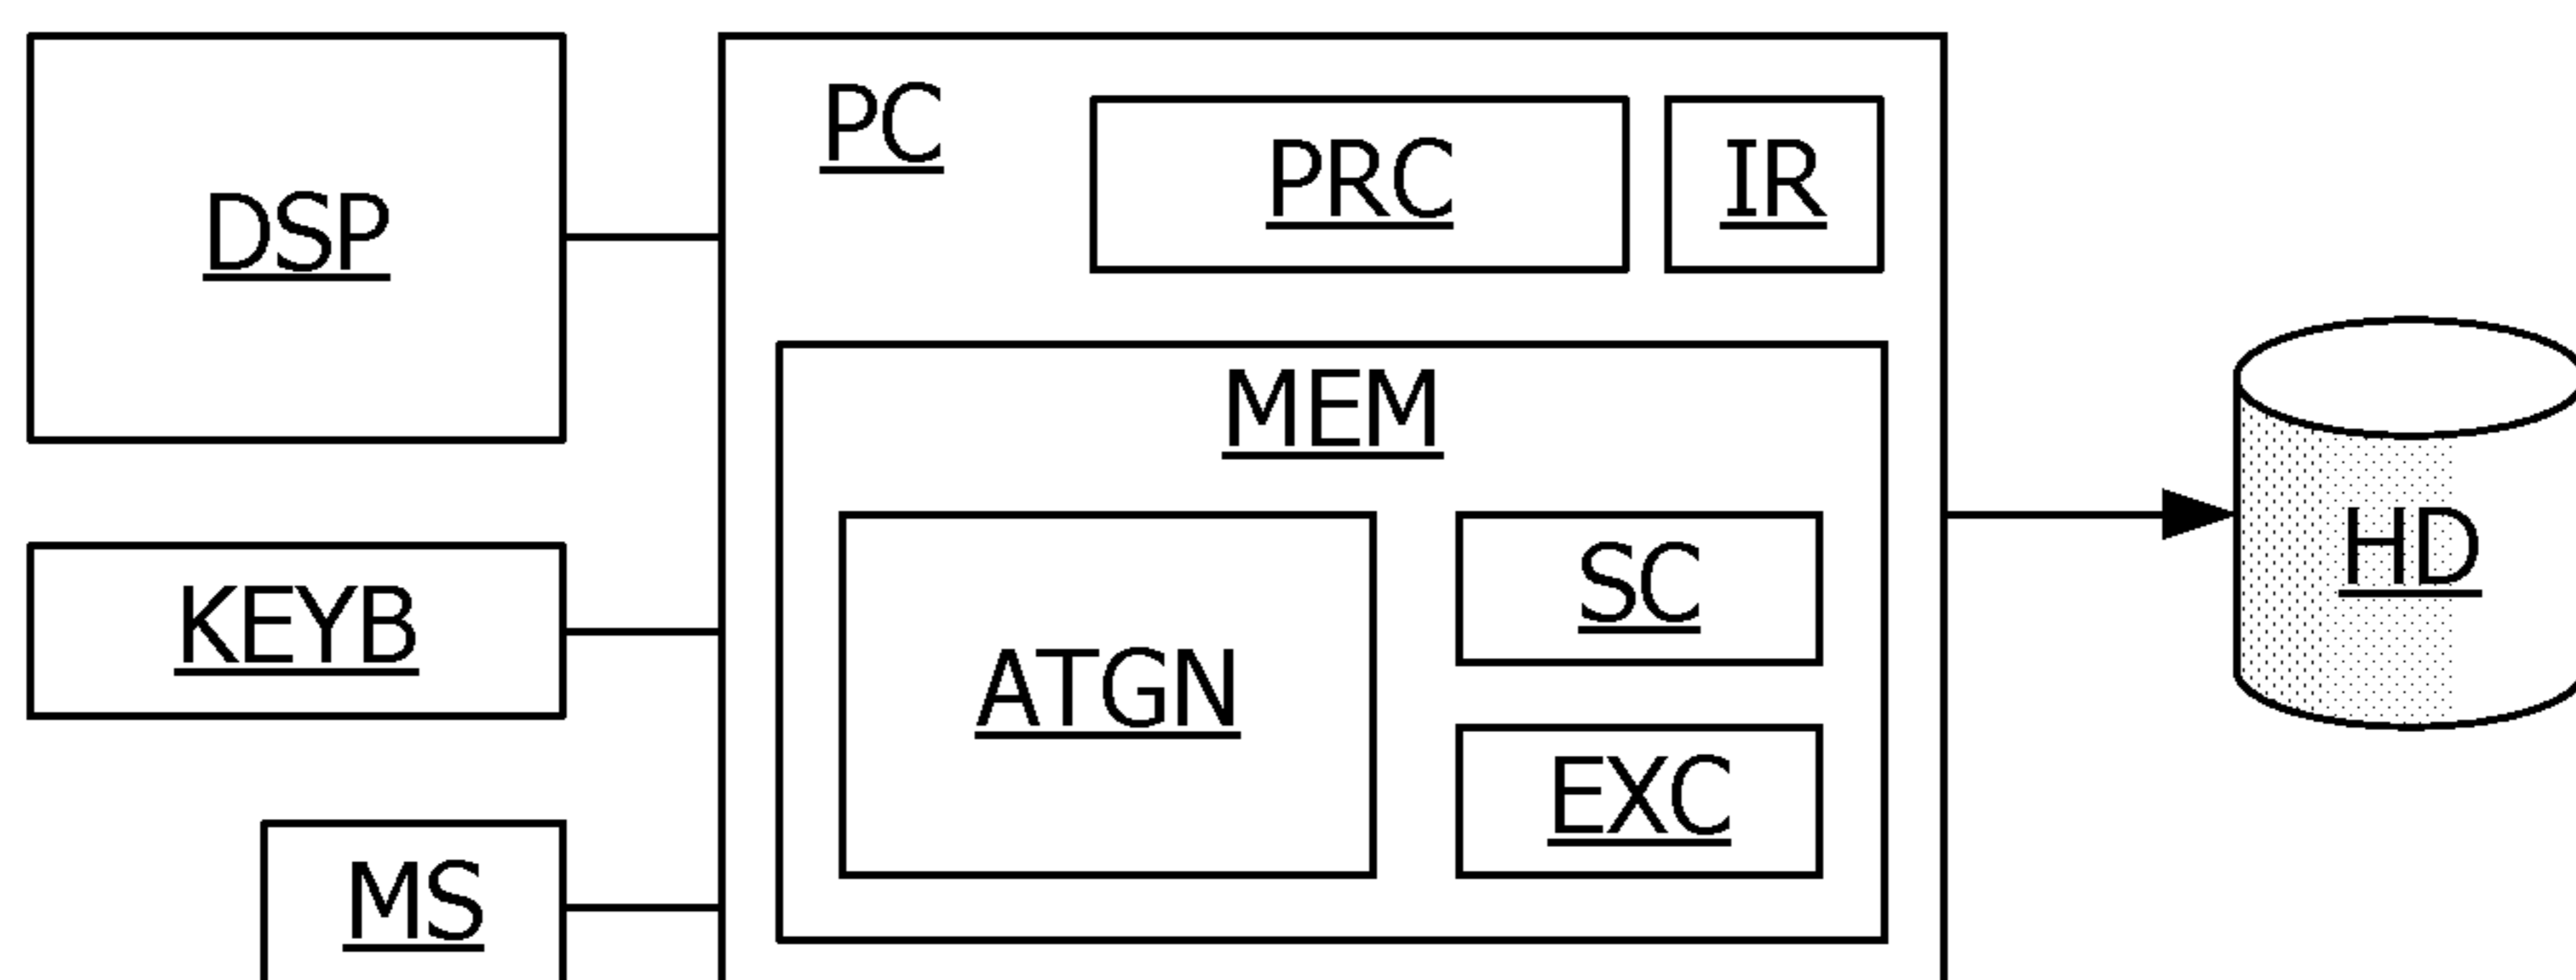 DSP
PC
PRC
IR
MEM
KEYB
ATGN
SC
EXC
MS
HD